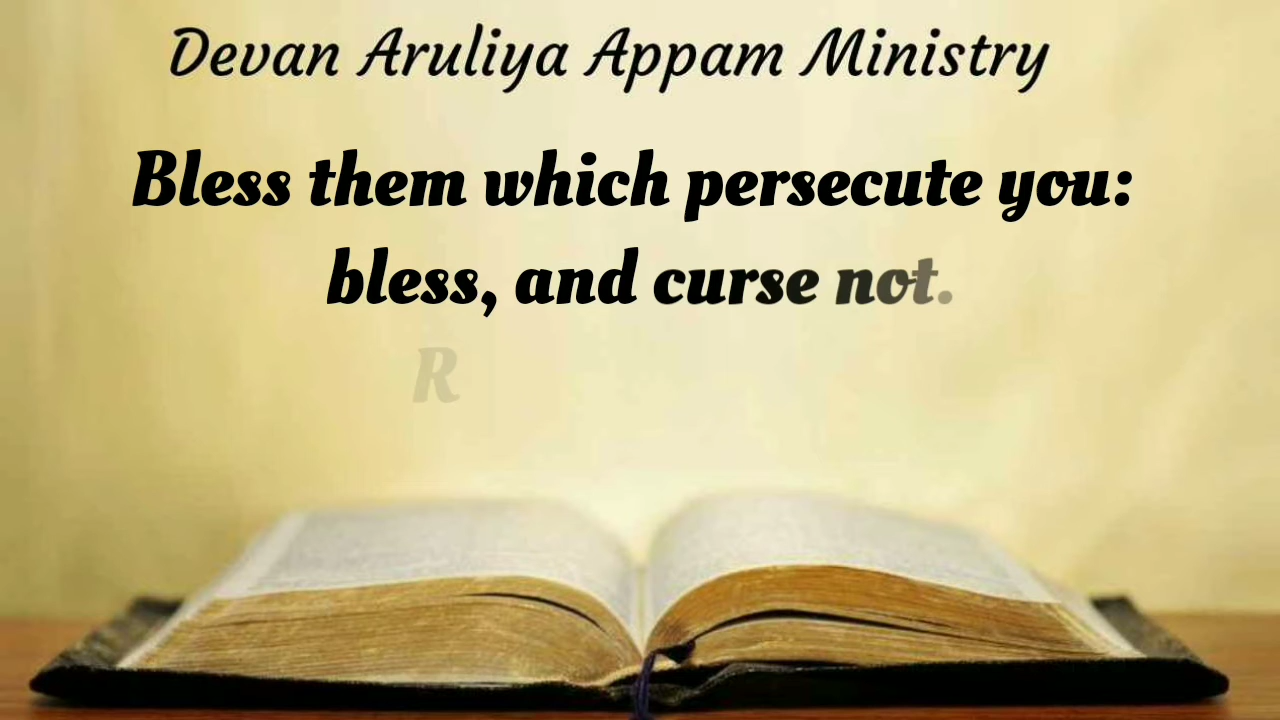 Devan Aruliya Appam Ministry
Bless them which persecute you:
bless, and curse not.
R